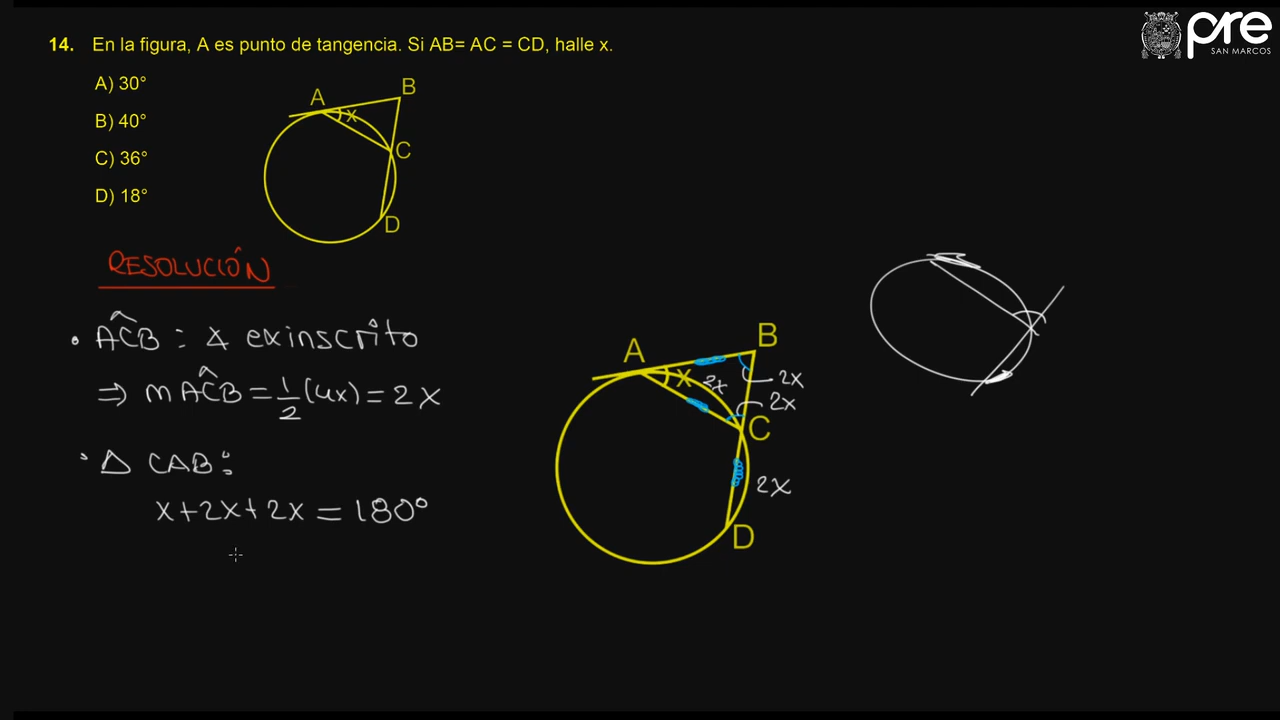 14. En la figura, A es punto de tangencia. Si AB= AC = CD, halle x.
A) 30°
B) 40°
C) 36°
D) 18°
A
B
x
C
D
pre
SAN MARCOS
RESOLUCIÓN
• AĈB : ∡ exinscrito
⇒ mAĈB = 1/2 (4x) = 2x
• △ CAB:
x+2x+2x = 180°
A
B
x
2x
2x
2x
C
2x
D